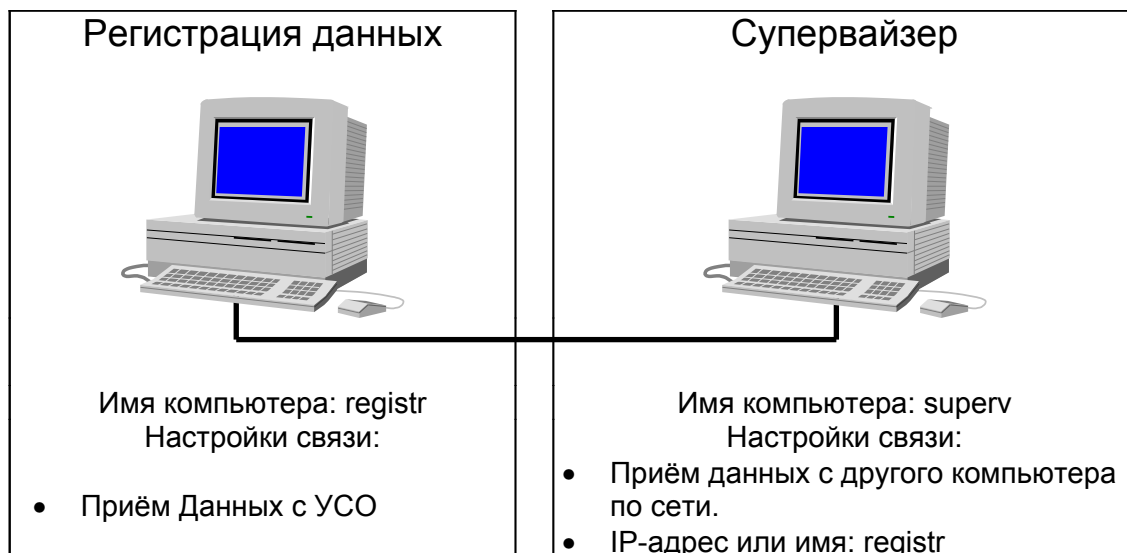 Регистрация данных
Имя компьютера: registr
Настройки связи:
• Приём Данных с УСО
Супервайзер
Имя компьютера: superv
Настройки связи:
• Приём данных с другого компьютера
по сети.
• IP-адрес или имя: registr